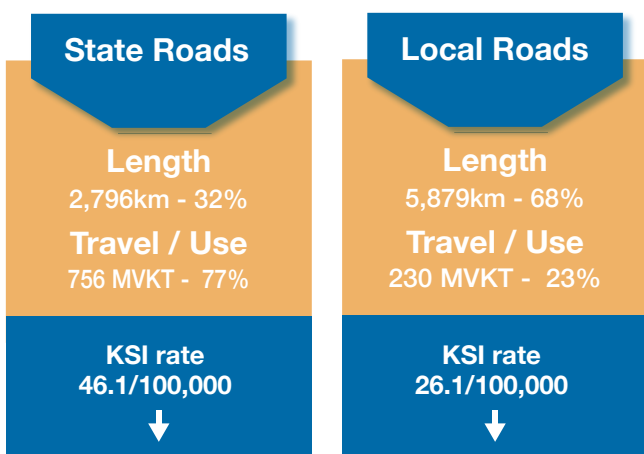 State Roads
Length
2,796km - 32%
Travel / Use
756 MVKT - 77%
KSI rate
46.1/100,000
Local Roads
Length
5,879km - 68%
Travel / Use
230 MVKT - 23%
KSI rate
26.1/100,000